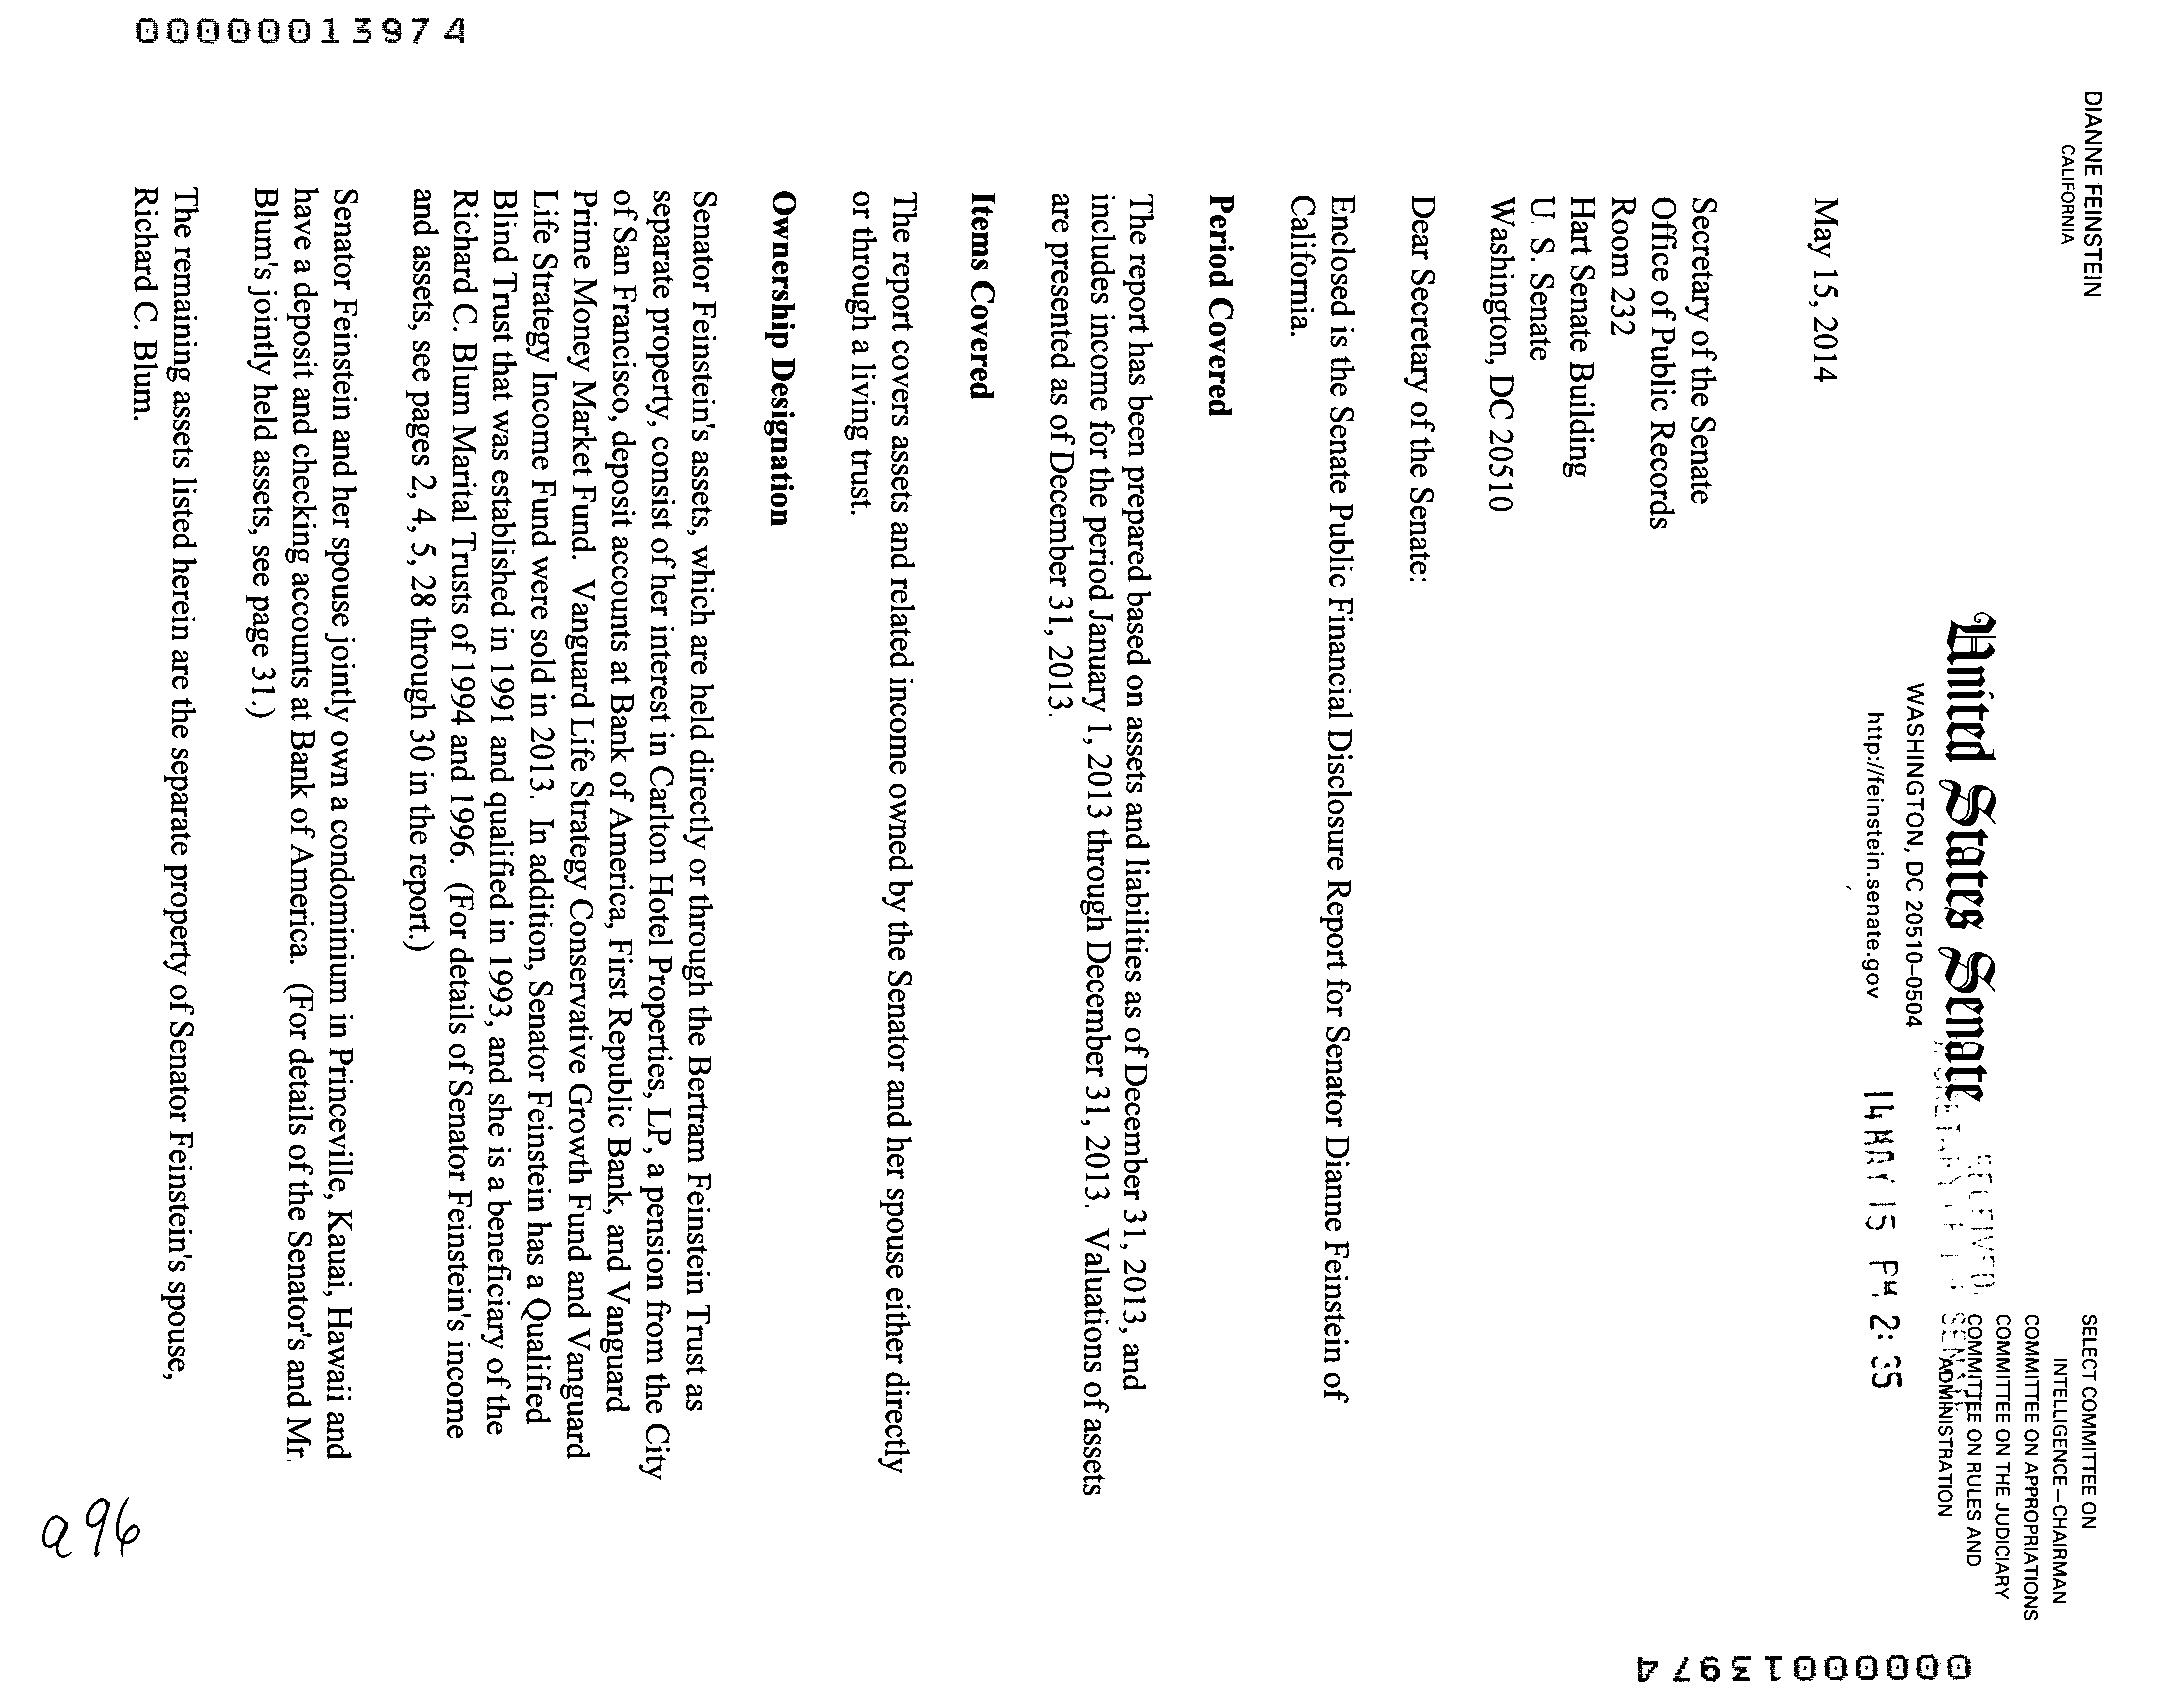 DIANNE FEINSTEIN
CALIFORNIA
SELECT COMMITTEE ON
INTELLIGENCE—CHAIRMAN
COMMITTEE ON APPROPRIATIONS
COMMITTEE ON THE JUDICIARY
COMMITTEE ON RULES AND
ADMINISTRATION
United States Senate
WASHINGTON, DC 20510–0504
http://feinstein.senate.gov
RECEIVED
14 MAY 15 PM 2:35
May 15, 2014
Secretary of the Senate
Office of Public Records
Room 232
Hart Senate Building
U. S. Senate
Washington, DC 20510
Dear Secretary of the Senate:
Enclosed is the Senate Public Financial Disclosure Report for Senator Dianne Feinstein of
California.
Period Covered
The report has been prepared based on assets and liabilities as of December 31, 2013, and
includes income for the period January 1, 2013 through December 31, 2013.  Valuations of assets
are presented as of December 31, 2013.
Items Covered
The report covers assets and related income owned by the Senator and her spouse either directly
or through a living trust.
Ownership Designation
Senator Feinstein's assets, which are held directly or through the Bertram Feinstein Trust as
separate property, consist of her interest in Carlton Hotel Properties, LP, a pension from the City
of San Francisco, deposit accounts at Bank of America, First Republic Bank, and Vanguard
Prime Money Market Fund.  Vanguard Life Strategy Conservative Growth Fund and Vanguard
Life Strategy Income Fund were sold in 2013.  In addition, Senator Feinstein has a Qualified
Blind Trust that was established in 1991 and qualified in 1993, and she is a beneficiary of the
Richard C. Blum Marital Trusts of 1994 and 1996.  (For details of Senator Feinstein's income
and assets, see pages 2, 4, 5, 28 through 30 in the report.)
Senator Feinstein and her spouse jointly own a condominium in Princeville, Kauai, Hawaii and
have a deposit and checking accounts at Bank of America.  (For details of the Senator's and Mr.
Blum's jointly held assets, see page 31.)
The remaining assets listed herein are the separate property of Senator Feinstein's spouse,
Richard C. Blum.
a96
00000013974
00000013974